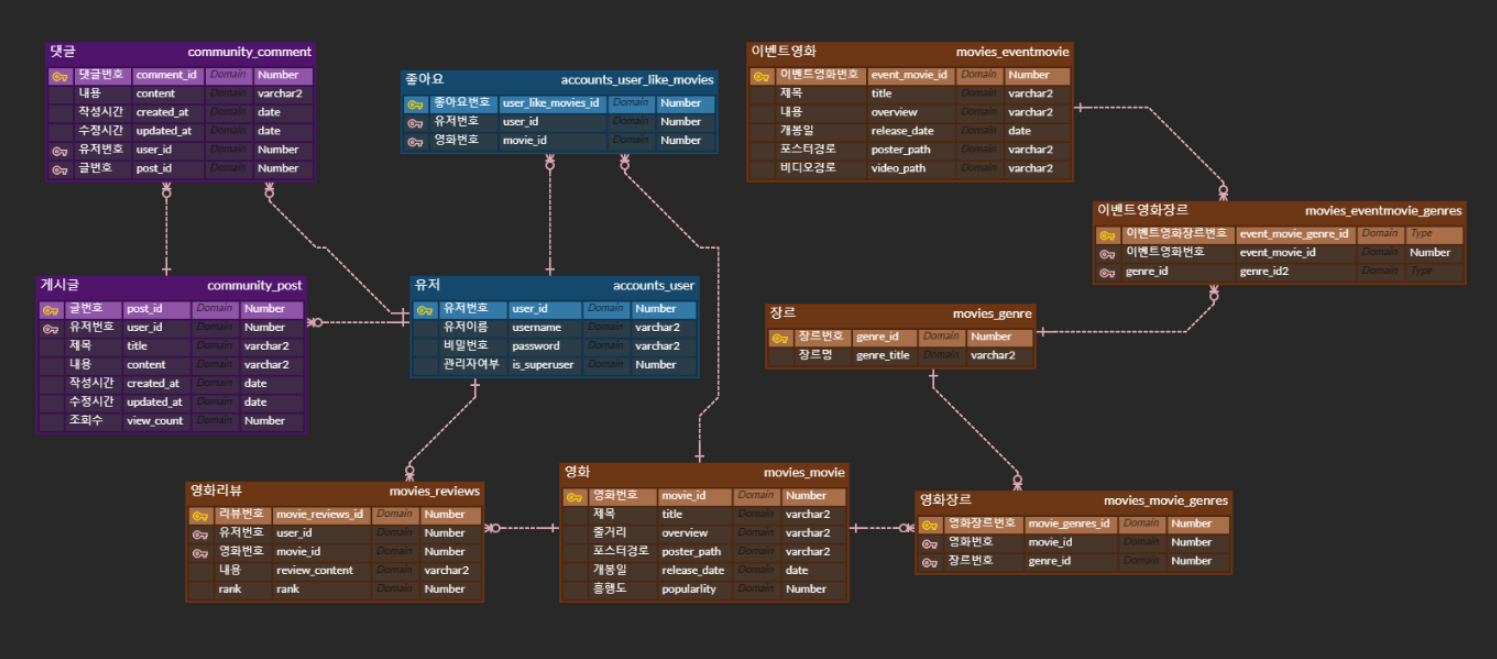 댓글 community_comment
댓글번호 comment_id Domain Number
내용 content Domain varchar2
작성시간 created_at Domain date
수정시간 updated_at Domain date
유저번호 user_id Domain Number
글번호 post_id Domain Number
좋아요 accounts_user_like_movies
좋아요번호 user_like_movies_id Domain Number
유저번호 user_id Domain Number
영화번호 movie_id Domain Number
이벤트영화 movies_eventmovie
이벤트영화번호 event_movie_id Domain Number
제목 title Domain varchar2
내용 overview Domain varchar2
개봉일 release_date Domain date
포스터경로 poster_path Domain varchar2
비디오경로 video_path Domain varchar2
이벤트영화장르 movies_eventmovie_genres
이벤트영화장르번호 event_movie_genre_id Domain Type
이벤트영화번호 event_movie_id Domain Number
genre_id genre_id2 Domain Type
게시글 community_post
글번호 post_id Domain Number
유저번호 user_id Domain Number
제목 title Domain varchar2
내용 content Domain varchar2
작성시간 created_at Domain date
수정시간 updated_at Domain date
조회수 view_count Domain Number
유저 accounts_user
유저번호 user_id Domain Number
유저이름 username Domain varchar2
비밀번호 password Domain varchar2
관리자여부 is_superuser Domain Number
장르 movies_genre
장르번호 genre_id Domain Number
장르명 genre_title Domain varchar2
영화리뷰 movies_reviews
리뷰번호 movie_reviews_id Domain Number
유저번호 user_id Domain Number
영화번호 movie_id Domain Number
내용 review_content Domain varchar2
rank rank Domain Number
영화 movies_movie
영화번호 movie_id Domain Number
제목 title Domain varchar2
줄거리 overview Domain varchar2
포스터경로 poster_path Domain varchar2
개봉일 release_date Domain date
흥행도 popularlity Domain Number
영화장르 movies_movie_genres
영화장르번호 movie_genres_id Domain Number
영화번호 movie_id Domain Number
장르번호 genre_id Domain Number